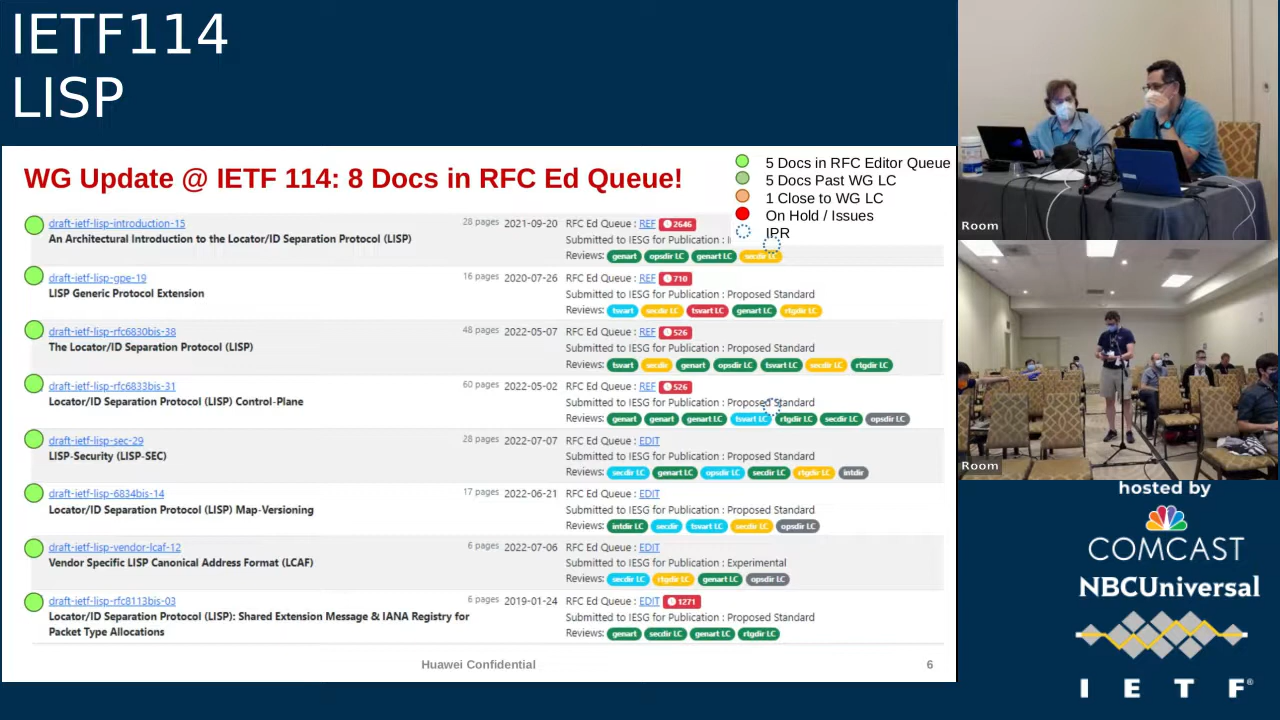 IETF114
LISP
WG Update @ IETF 114: 8 Docs in RFC Ed Queue!
5 Docs in RFC Editor Queue
5 Docs Past WG LC
1 Close to WG LC
On Hold / Issues
IPR
draft-ietf-lisp-introduction-15 28 pages 2021-09-20 RFC Ed Queue : REF 2646
An Architectural Introduction to the Locator/ID Separation Protocol (LISP) Submitted to IESG for Publication :
Reviews: genart opsdir LC genart LC secdir LC
draft-ietf-lisp-gpe-19 16 pages 2020-07-26 RFC Ed Queue : REF 710
LISP Generic Protocol Extension Submitted to IESG for Publication : Proposed Standard
Reviews: tsvart secdir LC tsvart LC genart LC rtgdir LC
draft-ietf-lisp-rfc6830bis-38 48 pages 2022-05-07 RFC Ed Queue : REF 526
The Locator/ID Separation Protocol (LISP) Submitted to IESG for Publication : Proposed Standard
Reviews: tsvart secdir genart opsdir LC tsvart LC secdir LC rtgdir LC
draft-ietf-lisp-rfc6833bis-31 60 pages 2022-05-02 RFC Ed Queue : REF 526
Locator/ID Separation Protocol (LISP) Control-Plane Submitted to IESG for Publication : Proposed Standard
Reviews: genart genart genart LC tsvart LC rtgdir LC secdir LC opsdir LC
draft-ietf-lisp-sec-29 28 pages 2022-07-07 RFC Ed Queue : EDIT
LISP-Security (LISP-SEC) Submitted to IESG for Publication : Proposed Standard
Reviews: secdir LC genart LC opsdir LC secdir LC rtgdir LC intdir
draft-ietf-lisp-6834bis-14 17 pages 2022-06-21 RFC Ed Queue : EDIT
Locator/ID Separation Protocol (LISP) Map-Versioning Submitted to IESG for Publication : Proposed Standard
Reviews: intdir LC secdir tsvart LC secdir LC opsdir LC
draft-ietf-lisp-vendor-lcaf-12 6 pages 2022-07-06 RFC Ed Queue : EDIT
Vendor Specific LISP Canonical Address Format (LCAF) Submitted to IESG for Publication : Experimental
Reviews: secdir LC rtgdir LC genart LC opsdir LC
draft-ietf-lisp-rfc8113bis-03 6 pages 2019-01-24 RFC Ed Queue : EDIT 1271
Locator/ID Separation Protocol (LISP): Shared Extension Message & IANA Registry for Submitted to IESG for Publication : Proposed Standard
Packet Type Allocations Reviews: genart secdir LC genart LC rtgdir LC
Huawei Confidential 6
Room
Room
hosted by
COMCAST
NBCUniversal
I E T F®